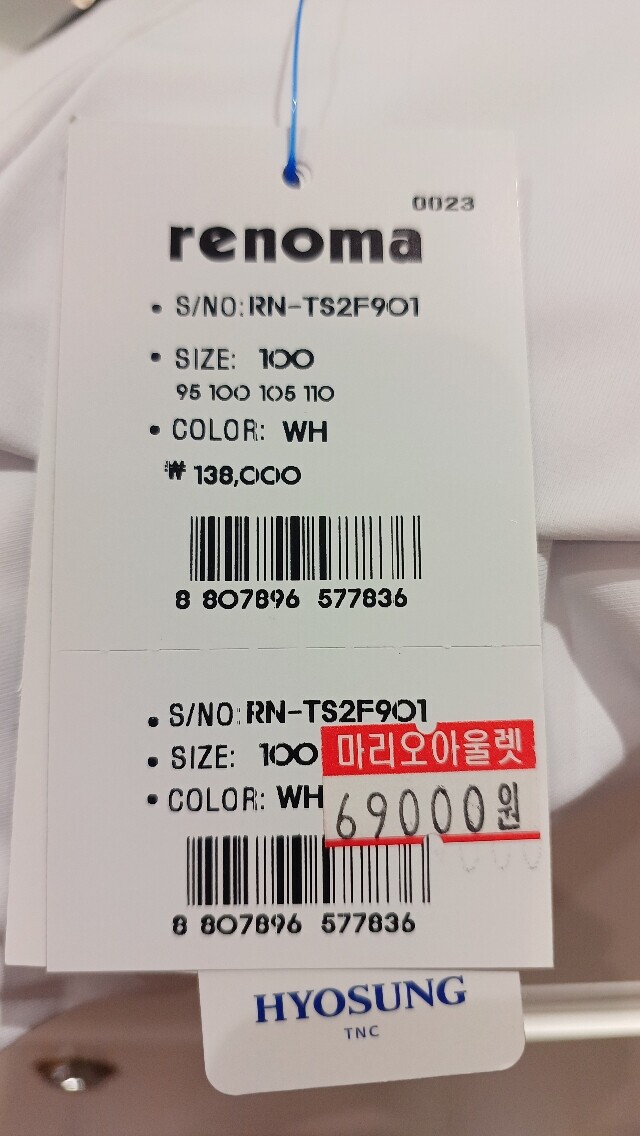 0023
renoma
• S/NO: RN-TS2F901
• SIZE: 100
95 100 105 110
• COLOR: WH
₩ 138,000
8 807896 577836
• S/NO: RN-TS2F901
• SIZE: 100
마리오아울렛
• COLOR: WH
69000원
8 807896 577836
HYOSUNG
TNC